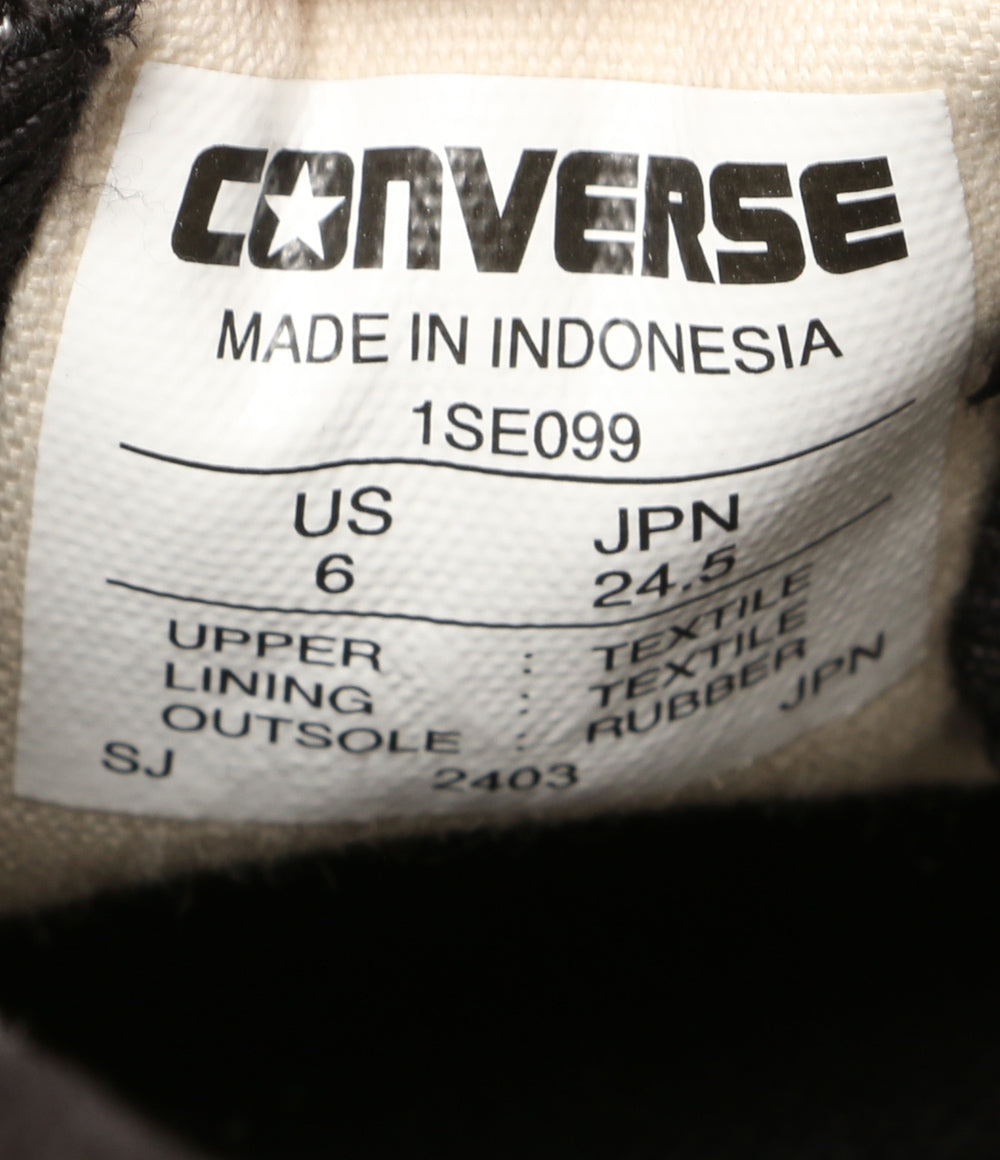 CONVERSE
MADE IN INDONESIA
1SE099
US JPN
6 24.5
UPPER : TEXTILE
LINING : TEXTILE
OUTSOLE : RUBBER
SJ 2403 JPN